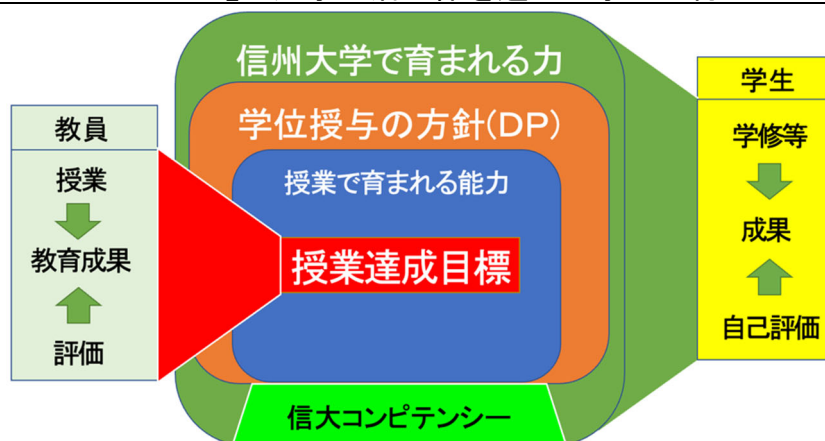 信州大学で育まれる力
学位授与の方針(DP)
授業で育まれる能力
授業達成目標
信大コンピテンシー
教員
授業
教育成果
評価
学生
学修等
成果
自己評価